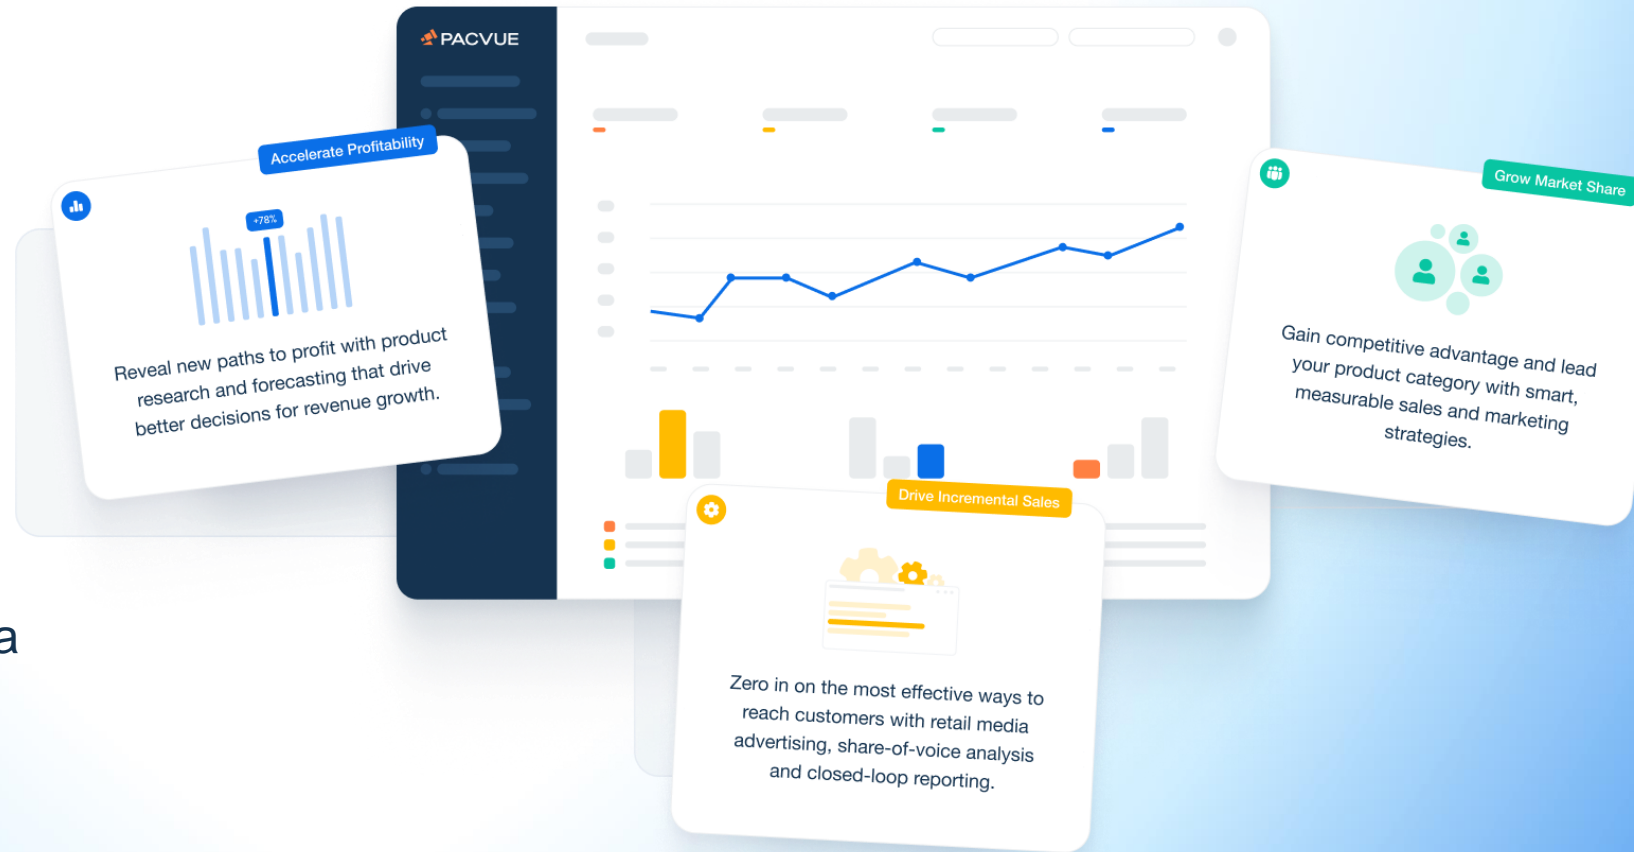 PACVUE
Accelerate Profitability
+78%
Reveal new paths to profit with product
research and forecasting that drive
better decisions for revenue growth.
Grow Market Share
Gain competitive advantage and lead
your product category with smart,
measurable sales and marketing
strategies.
Drive Incremental Sales
Zero in on the most effective ways to
reach customers with retail media
advertising, share-of-voice analysis
and closed-loop reporting.
a